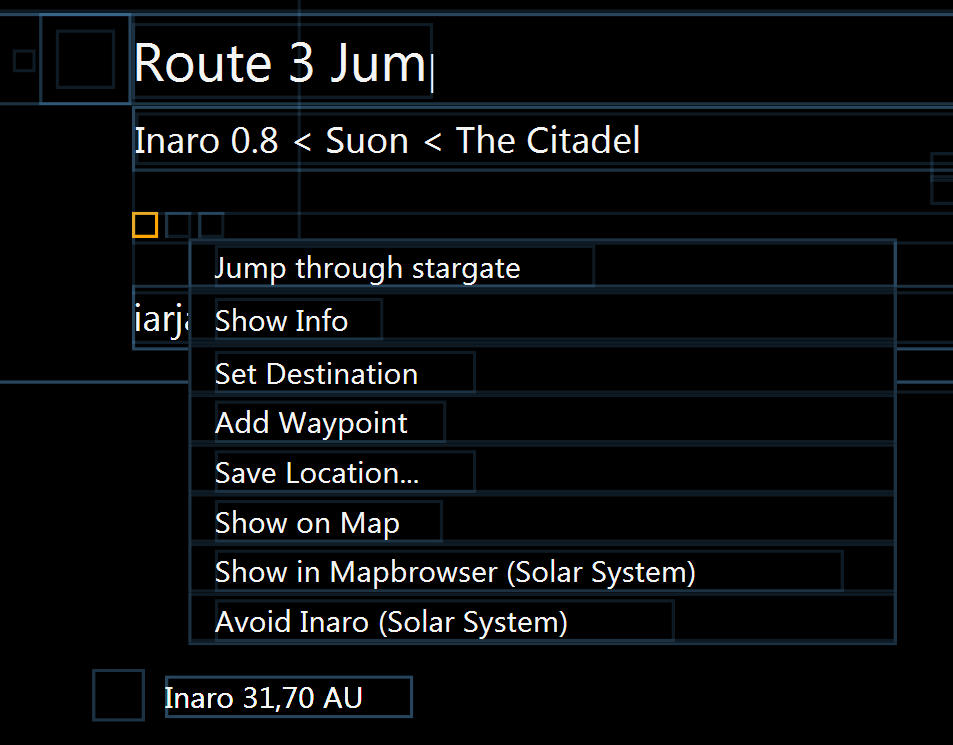 Route 3 Jum
Inaro 0.8 < Suon < The Citadel
Jump through stargate
Show Info
Set Destination
Add Waypoint
Save Location...
Show on Map
Show in Mapbrowser (Solar System)
Avoid Inaro (Solar System)
Inaro 31,70 AU